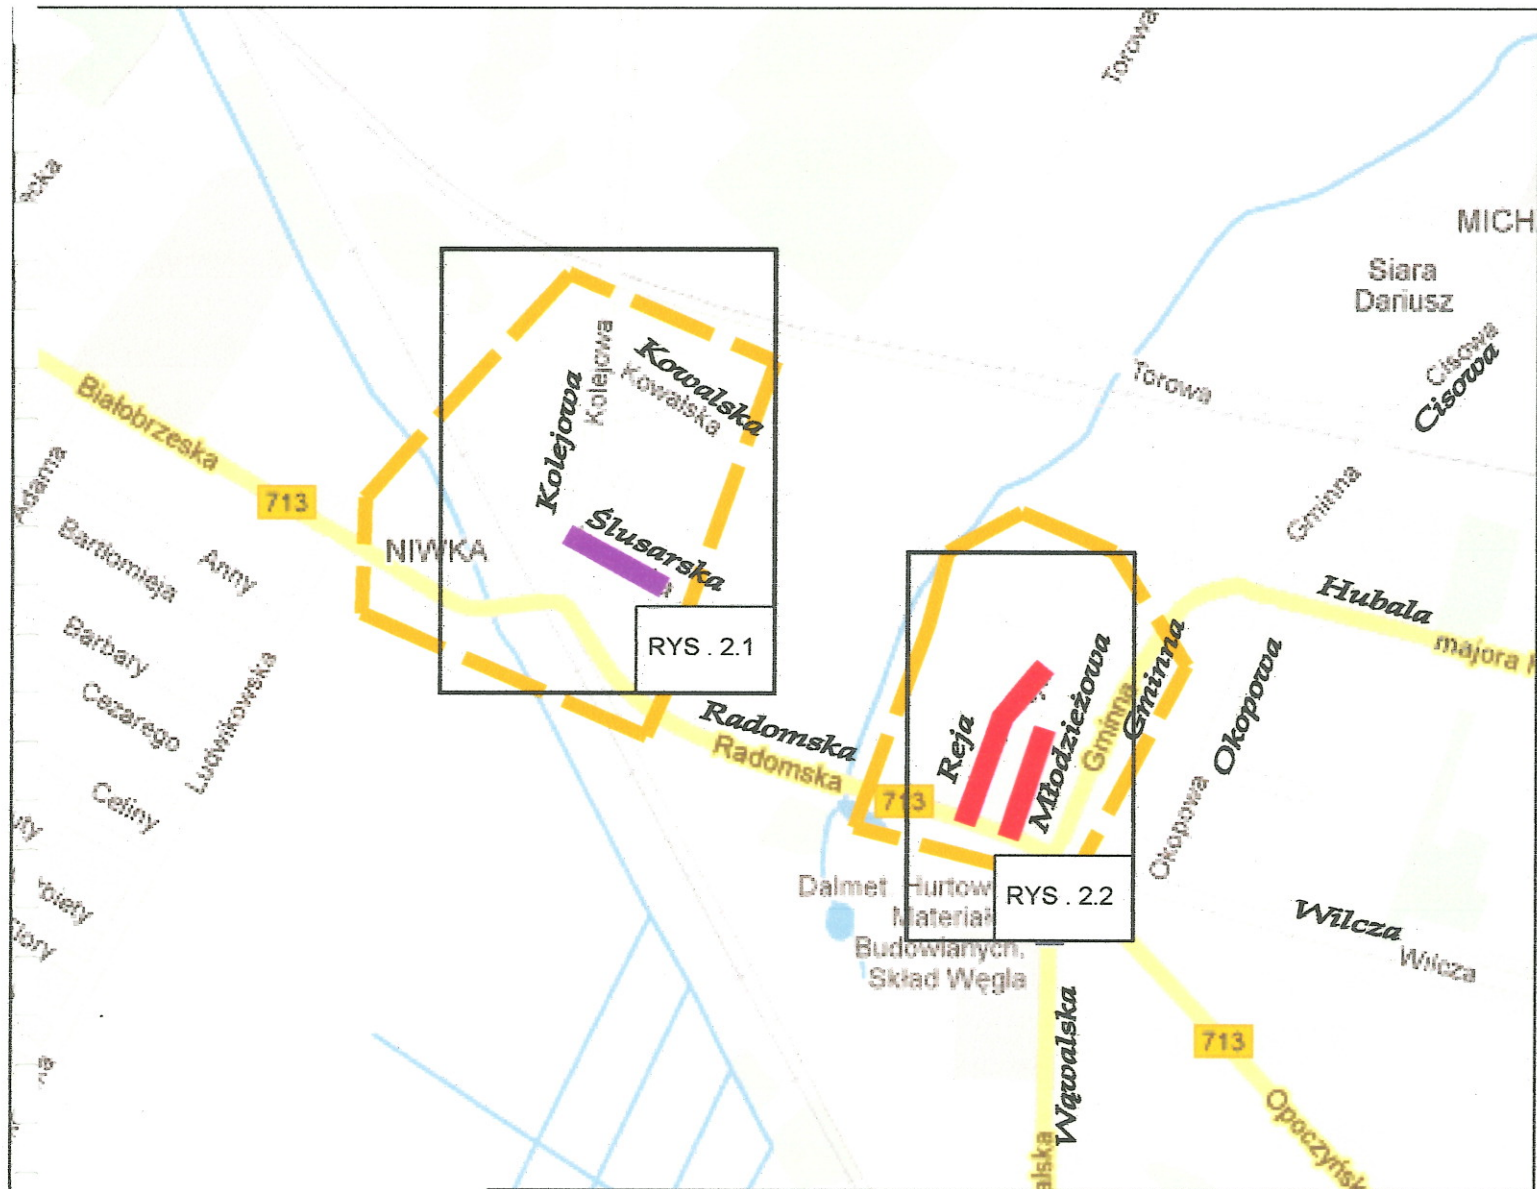 Torowa
MICH
Siara
Dariusz
Cisowa
Cisowa
Torowa
Kolejowa
Kolejowa
Kowalska
Kowalska
Białobrzeska
713
NIWKA
Adama
Bartłomieja
Anny
Barbary
Cezarego
Ludwikowska
Celiny
Ślusarska
RYS . 2.1
Gminna
Hubala
majora
Radomska
Radomska
713
Reja
Młodzieżowa
Gminna
Gminna
Okopowa
Okopowa
RYS . 2.2
Dalmet. Hurtow
Materiał
Budowlanych,
Skład Węgla
Wilcza
Wilcza
Wąwalska
alska
713
Opoczyńsk